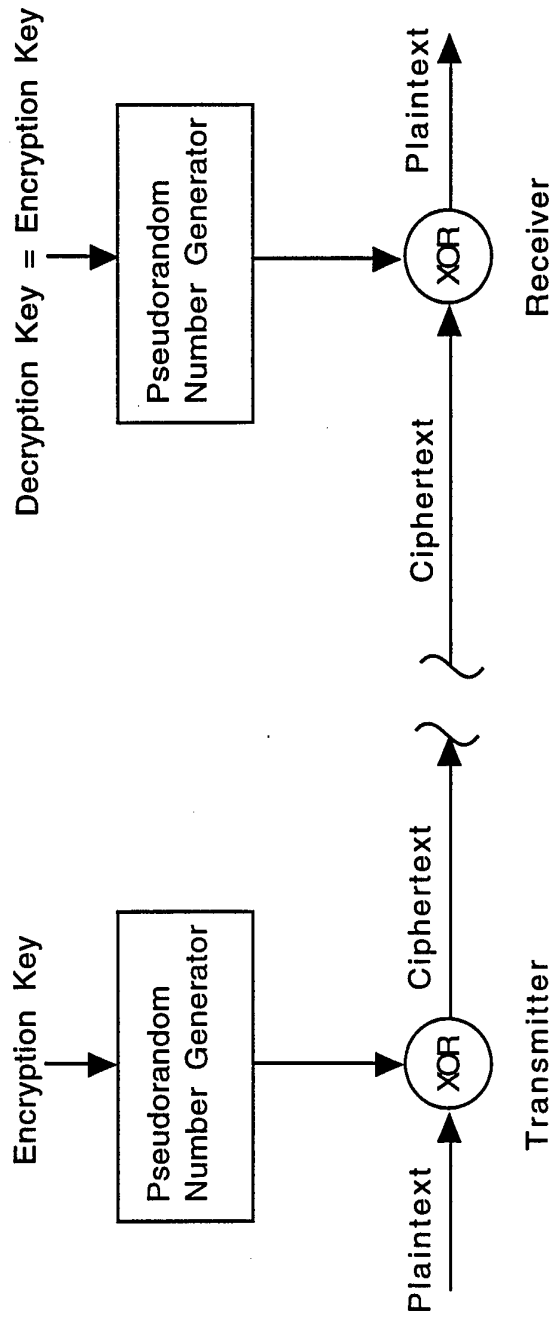 Encryption Key
Decryption Key = Encryption Key
Pseudorandom
Number Generator
Pseudorandom
Number Generator
Plaintext
XOR
Ciphertext
Ciphertext
XOR
Plaintext
Transmitter
Receiver